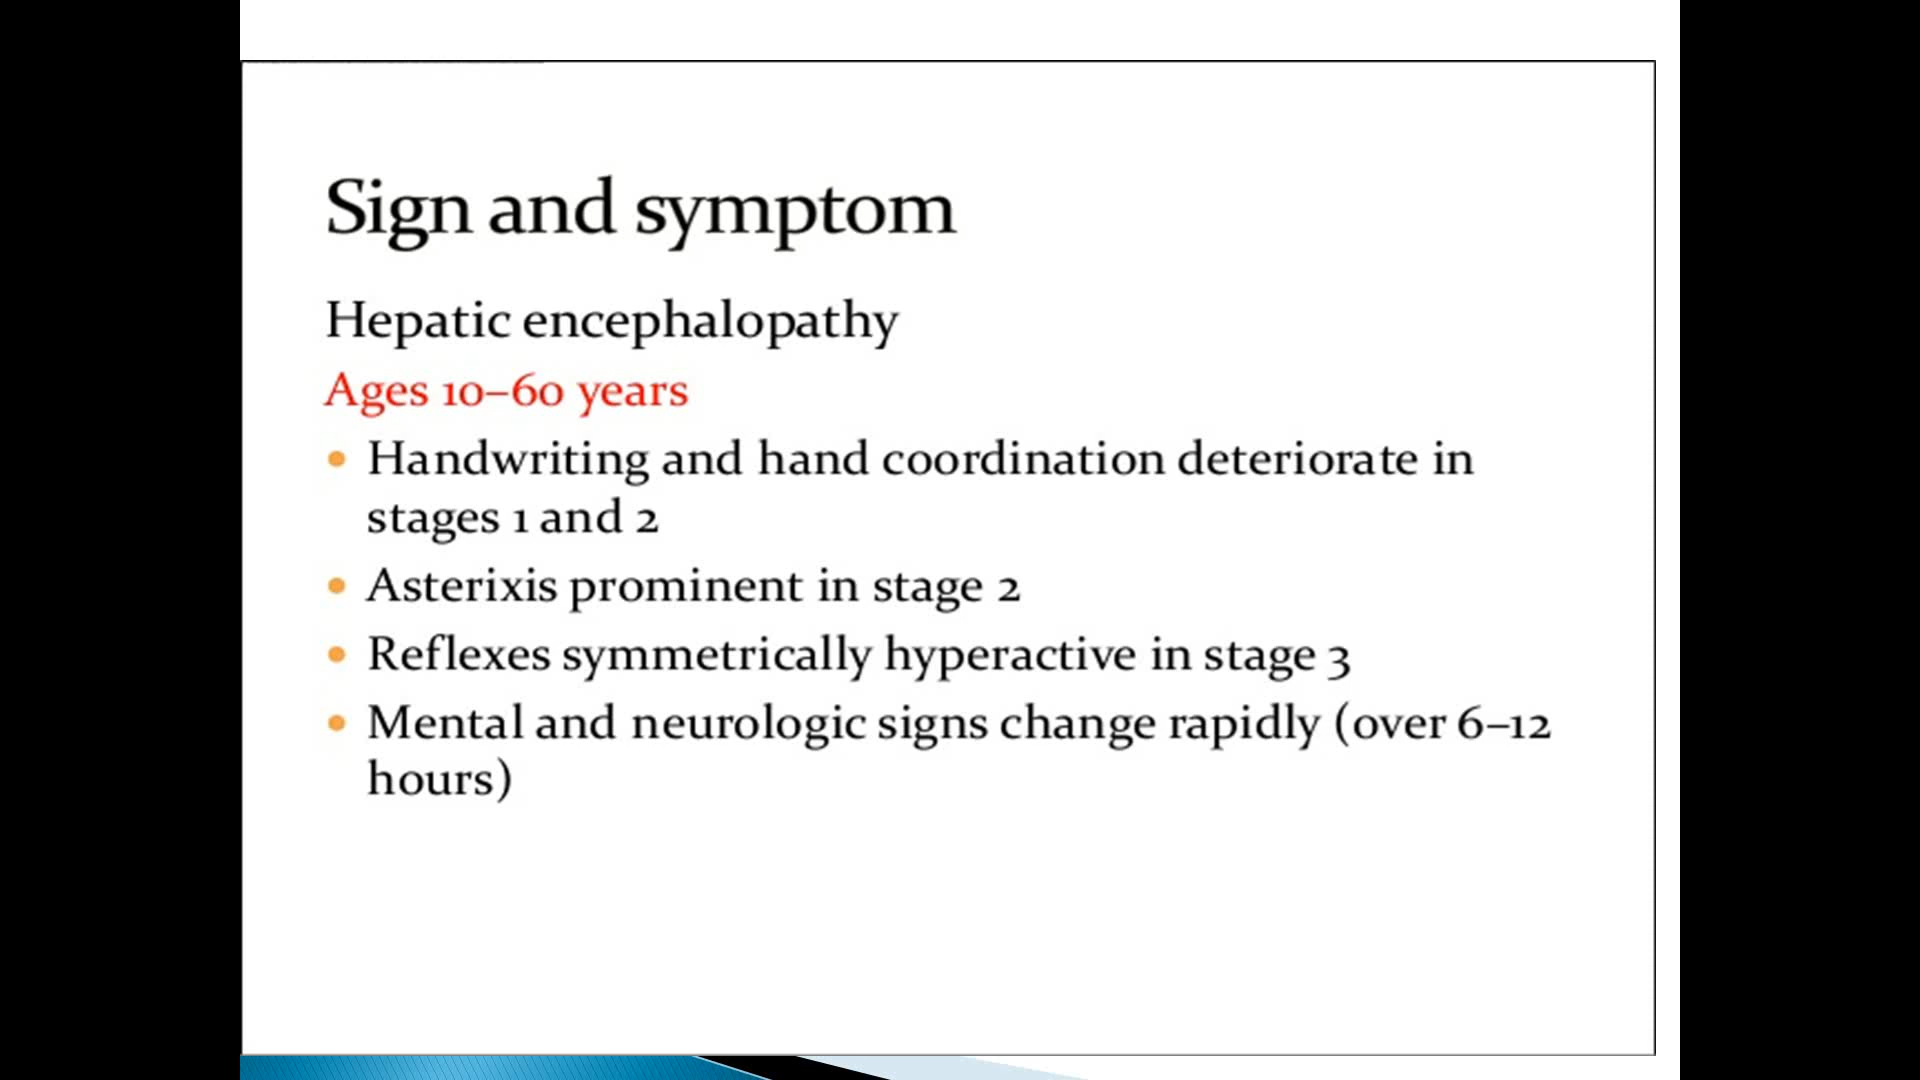 Sign and symptom
Hepatic encephalopathy
Ages 10–60 years
• Handwriting and hand coordination deteriorate in
stages 1 and 2
• Asterixis prominent in stage 2
• Reflexes symmetrically hyperactive in stage 3
• Mental and neurologic signs change rapidly (over 6–12
hours)